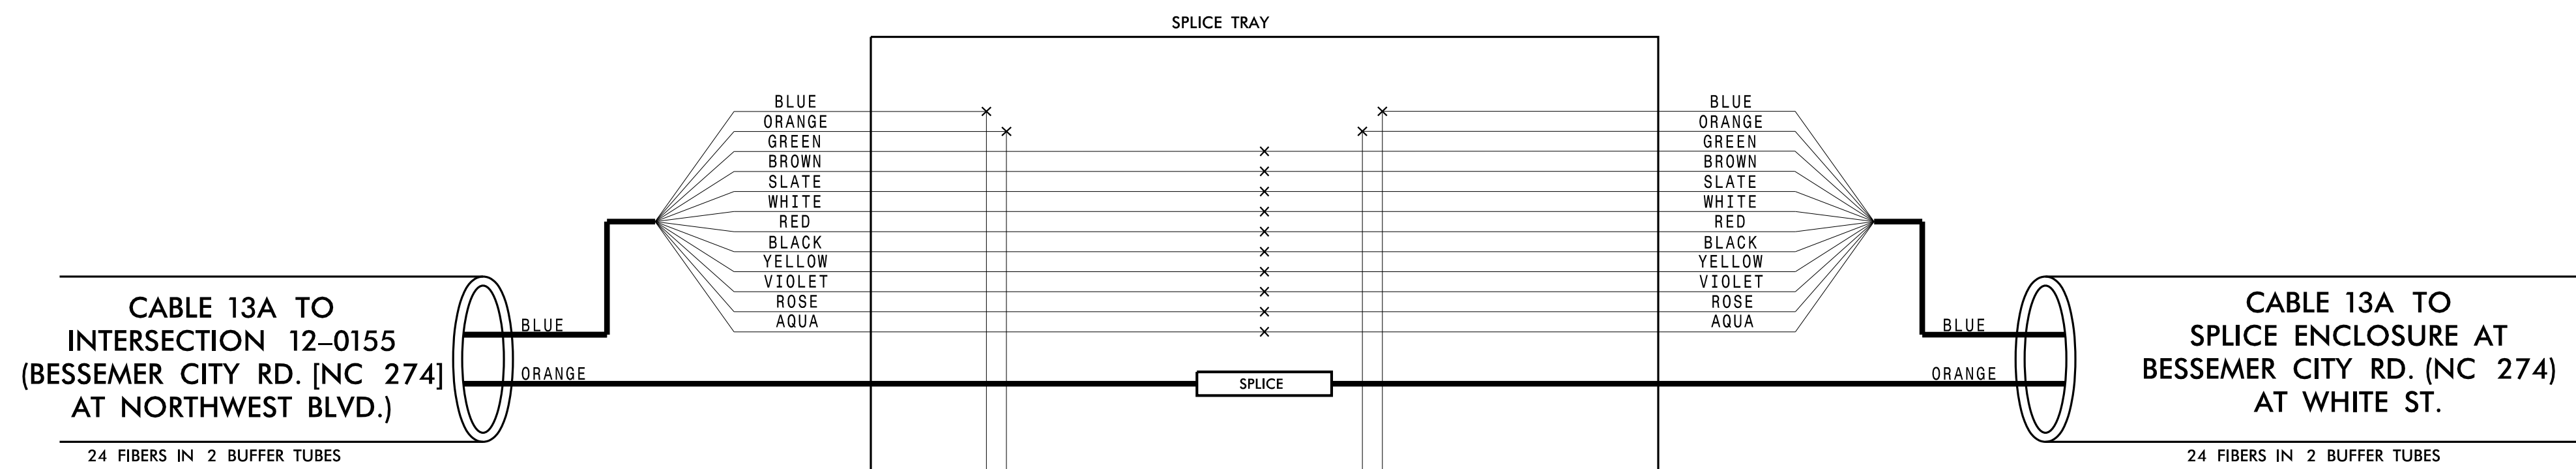 SPLICE TRAY
BLUE
ORANGE
GREEN
BROWN
SLATE
WHITE
RED
BLACK
YELLOW
VIOLET
ROSE
AQUA
BLUE
ORANGE
GREEN
BROWN
SLATE
WHITE
RED
BLACK
YELLOW
VIOLET
ROSE
AQUA
CABLE 13A TO
INTERSECTION 12–0155
(BESSEMER CITY RD. [NC 274]
AT NORTHWEST BLVD.)
24 FIBERS IN 2 BUFFER TUBES
BLUE
ORANGE
SPLICE
BLUE
ORANGE
CABLE 13A TO
SPLICE ENCLOSURE AT
BESSEMER CITY RD. (NC 274)
AT WHITE ST.
24 FIBERS IN 2 BUFFER TUBES